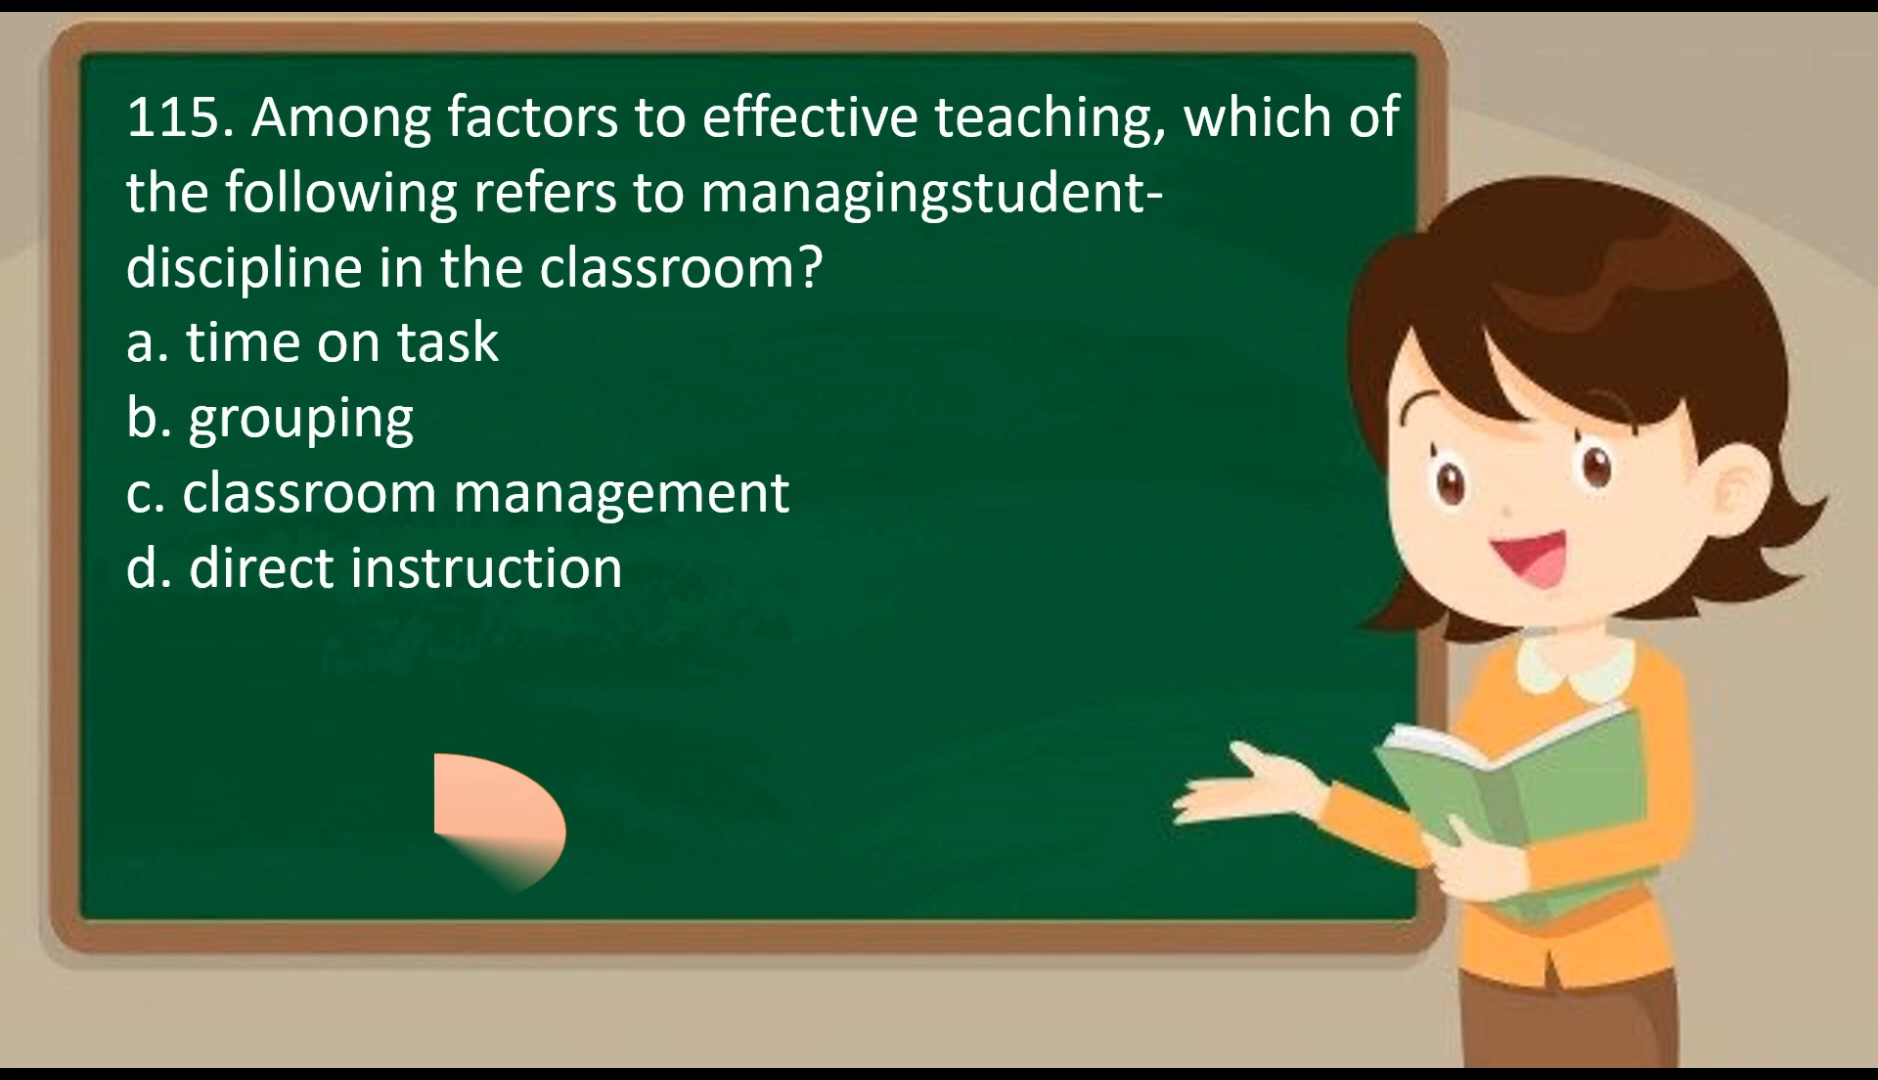 115. Among factors to effective teaching, which of
the following refers to managingstudent-
discipline in the classroom?
a. time on task
b. grouping
c. classroom management
d. direct instruction